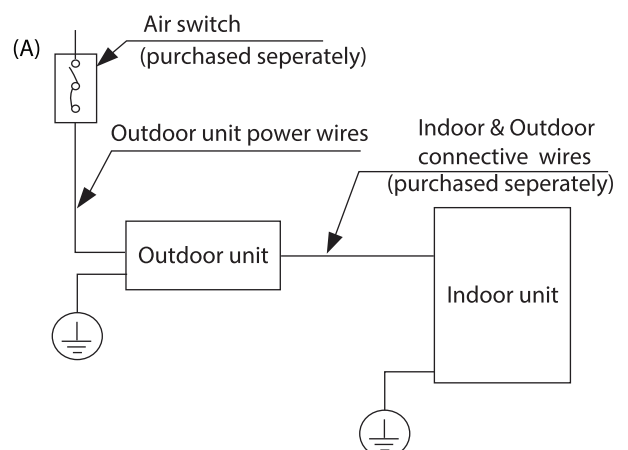 (A)
Air switch
(purchased seperately)
Outdoor unit power wires
Indoor & Outdoor
connective wires
(purchased seperately)
Outdoor unit
Indoor unit